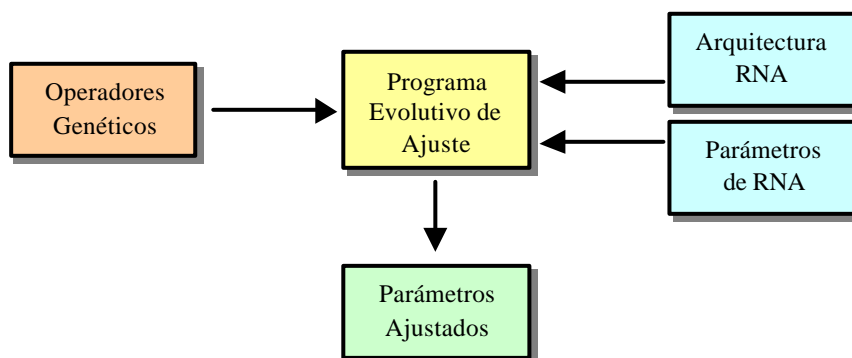 Operadores
Genéticos
Programa
Evolutivo de
Ajuste
Arquitectura
RNA
Parámetros
de RNA
Parámetros
Ajustados